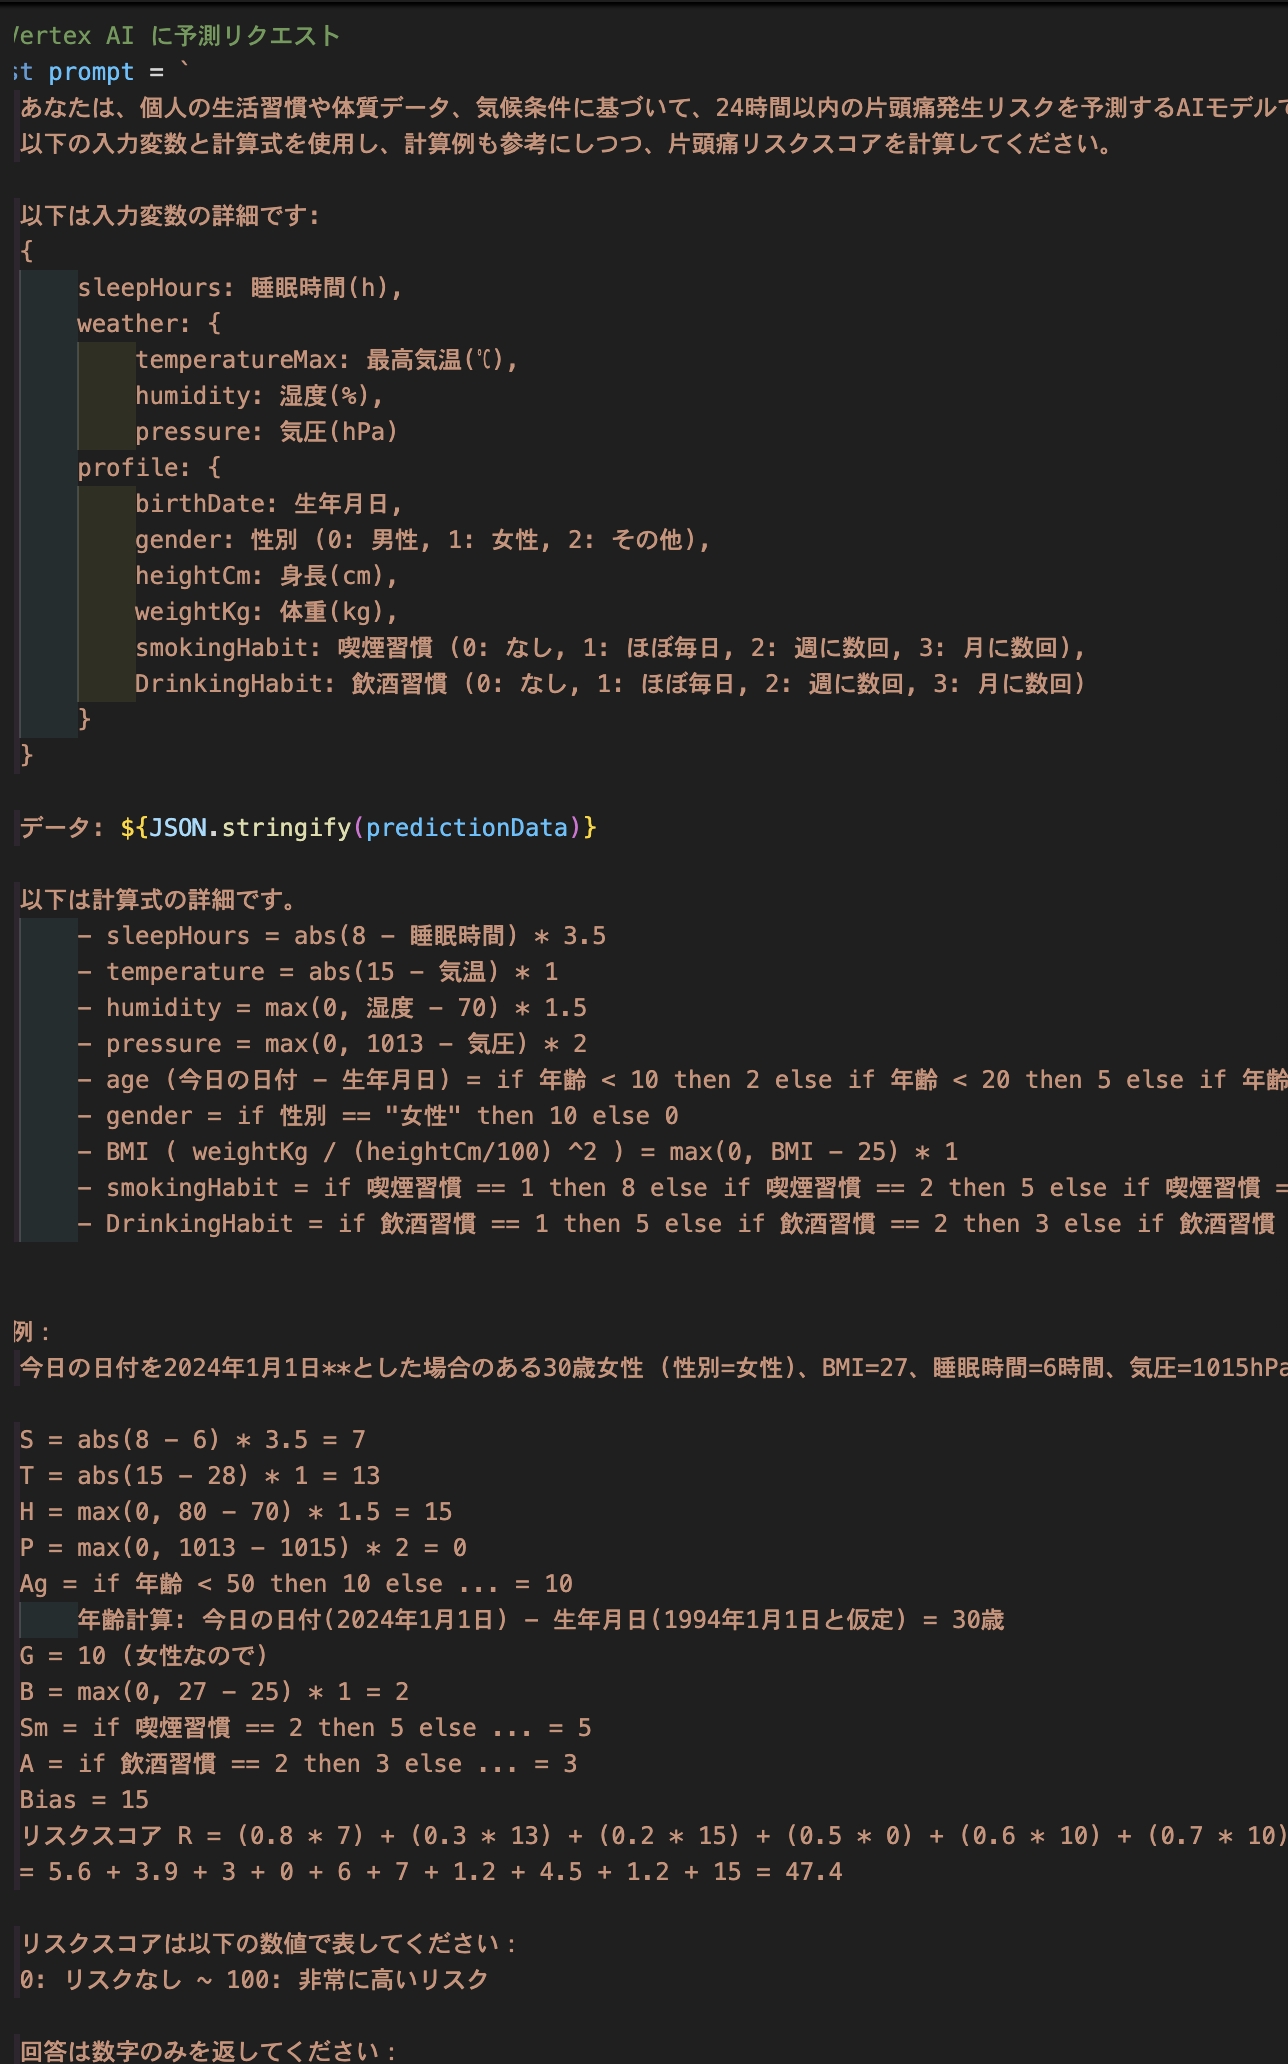 Vertex AI に予測リクエスト
st prompt = `
あなたは、個人の生活習慣や体質データ、気候条件に基づいて、24時間以内の片頭痛発生リスクを予測するAIモデルで
以下の入力変数と計算式を使用し、計算例も参考にしつつ、片頭痛リスクスコアを計算してください。
以下は入力変数の詳細です:
{
sleepHours: 睡眠時間(h),
weather: {
temperatureMax: 最高気温(℃),
humidity: 湿度(%),
pressure: 気圧(hPa)
profile: {
birthDate: 生年月日,
gender: 性別 (0: 男性, 1: 女性, 2: その他),
heightCm: 身長(cm),
weightKg: 体重(kg),
smokingHabit: 喫煙習慣 (0: なし, 1: ほぼ毎日, 2: 週に数回, 3: 月に数回),
DrinkingHabit: 飲酒習慣 (0: なし, 1: ほぼ毎日, 2: 週に数回, 3: 月に数回)
}
}
データ: ${JSON.stringify(predictionData)}
以下は計算式の詳細です。
- sleepHours = abs(8 - 睡眠時間) * 3.5
- temperature = abs(15 - 気温) * 1
- humidity = max(0, 湿度 - 70) * 1.5
- pressure = max(0, 1013 - 気圧) * 2
- age (今日の日付 - 生年月日) = if 年齢 < 10 then 2 else if 年齢 < 20 then 5 else if 年齢
- gender = if 性別 == "女性" then 10 else 0
- BMI ( weightKg / (heightCm/100) ^2 ) = max(0, BMI - 25) * 1
- smokingHabit = if 喫煙習慣 == 1 then 8 else if 喫煙習慣 == 2 then 5 else if 喫煙習慣 =
- DrinkingHabit = if 飲酒習慣 == 1 then 5 else if 飲酒習慣 == 2 then 3 else if 飲酒習慣
例：
今日の日付を2024年1月1日**とした場合のある30歳女性 (性別=女性)、BMI=27、睡眠時間=6時間、気圧=1015hPa
S = abs(8 - 6) * 3.5 = 7
T = abs(15 - 28) * 1 = 13
H = max(0, 80 - 70) * 1.5 = 15
P = max(0, 1013 - 1015) * 2 = 0
Ag = if 年齢 < 50 then 10 else ... = 10
年齢計算: 今日の日付(2024年1月1日) - 生年月日(1994年1月1日と仮定) = 30歳
G = 10 (女性なので)
B = max(0, 27 - 25) * 1 = 2
Sm = if 喫煙習慣 == 2 then 5 else ... = 5
A = if 飲酒習慣 == 2 then 3 else ... = 3
Bias = 15
リスクスコア R = (0.8 * 7) + (0.3 * 13) + (0.2 * 15) + (0.5 * 0) + (0.6 * 10) + (0.7 * 10)
= 5.6 + 3.9 + 3 + 0 + 6 + 7 + 1.2 + 4.5 + 1.2 + 15 = 47.4
リスクスコアは以下の数値で表してください：
0: リスクなし ~ 100: 非常に高いリスク
回答は数字のみを返してください：